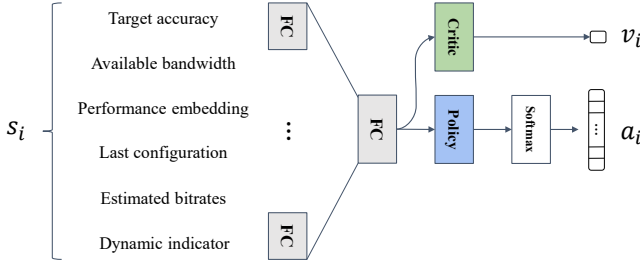 Target accuracy
Available bandwidth
Performance embedding
Last configuration
Estimated bitrates
Dynamic indicator
s_i
FC
⋮
FC
FC
Critic
Policy
Softmax
...
v_i
a_i